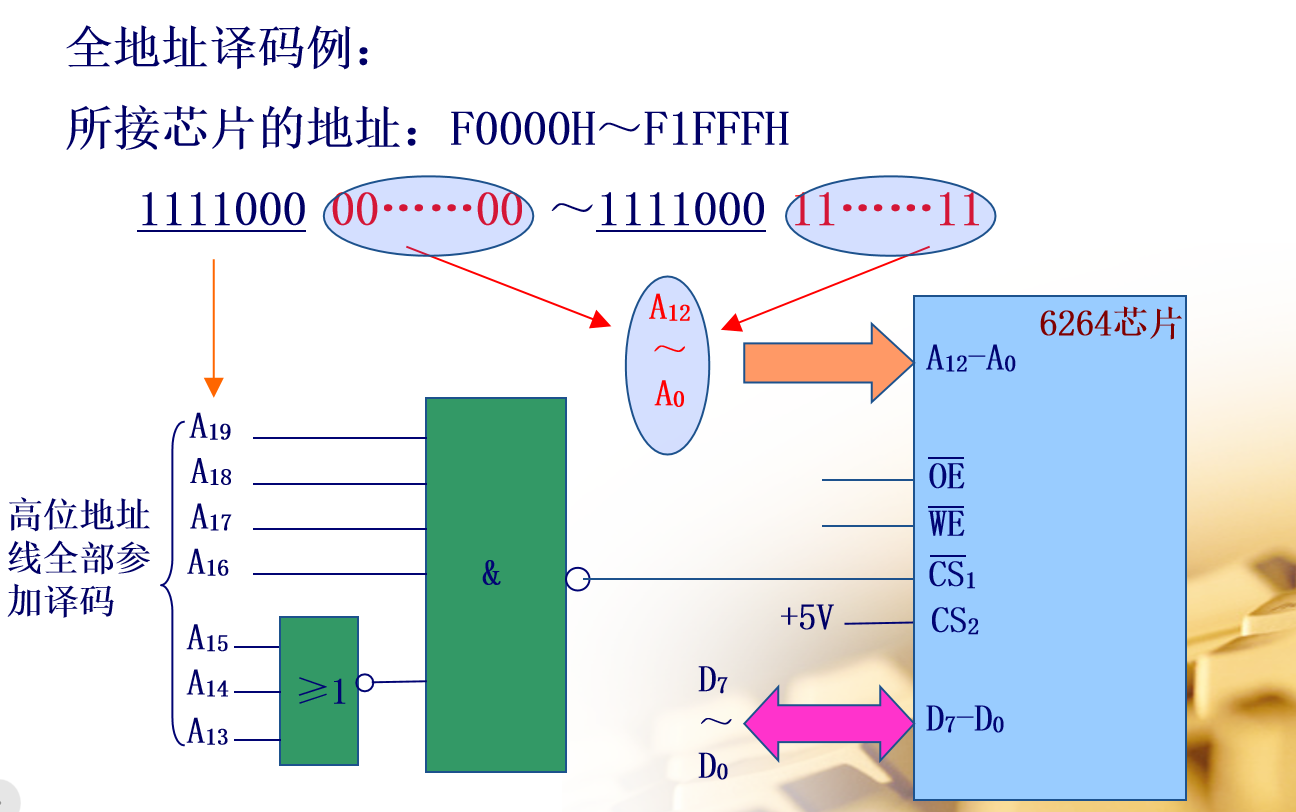 全地址译码例：
所接芯片的地址：F0000H～F1FFFH
1111000 00……00 ～1111000 11……11
A12
～
A0
6264芯片
A12-A0
A19
A18
A17
A16
A15
A14
A13
高位地址
线全部参
加译码
≥1
&
OE
WE
CS1
+5V
CS2
D7
～
D0
D7-D0